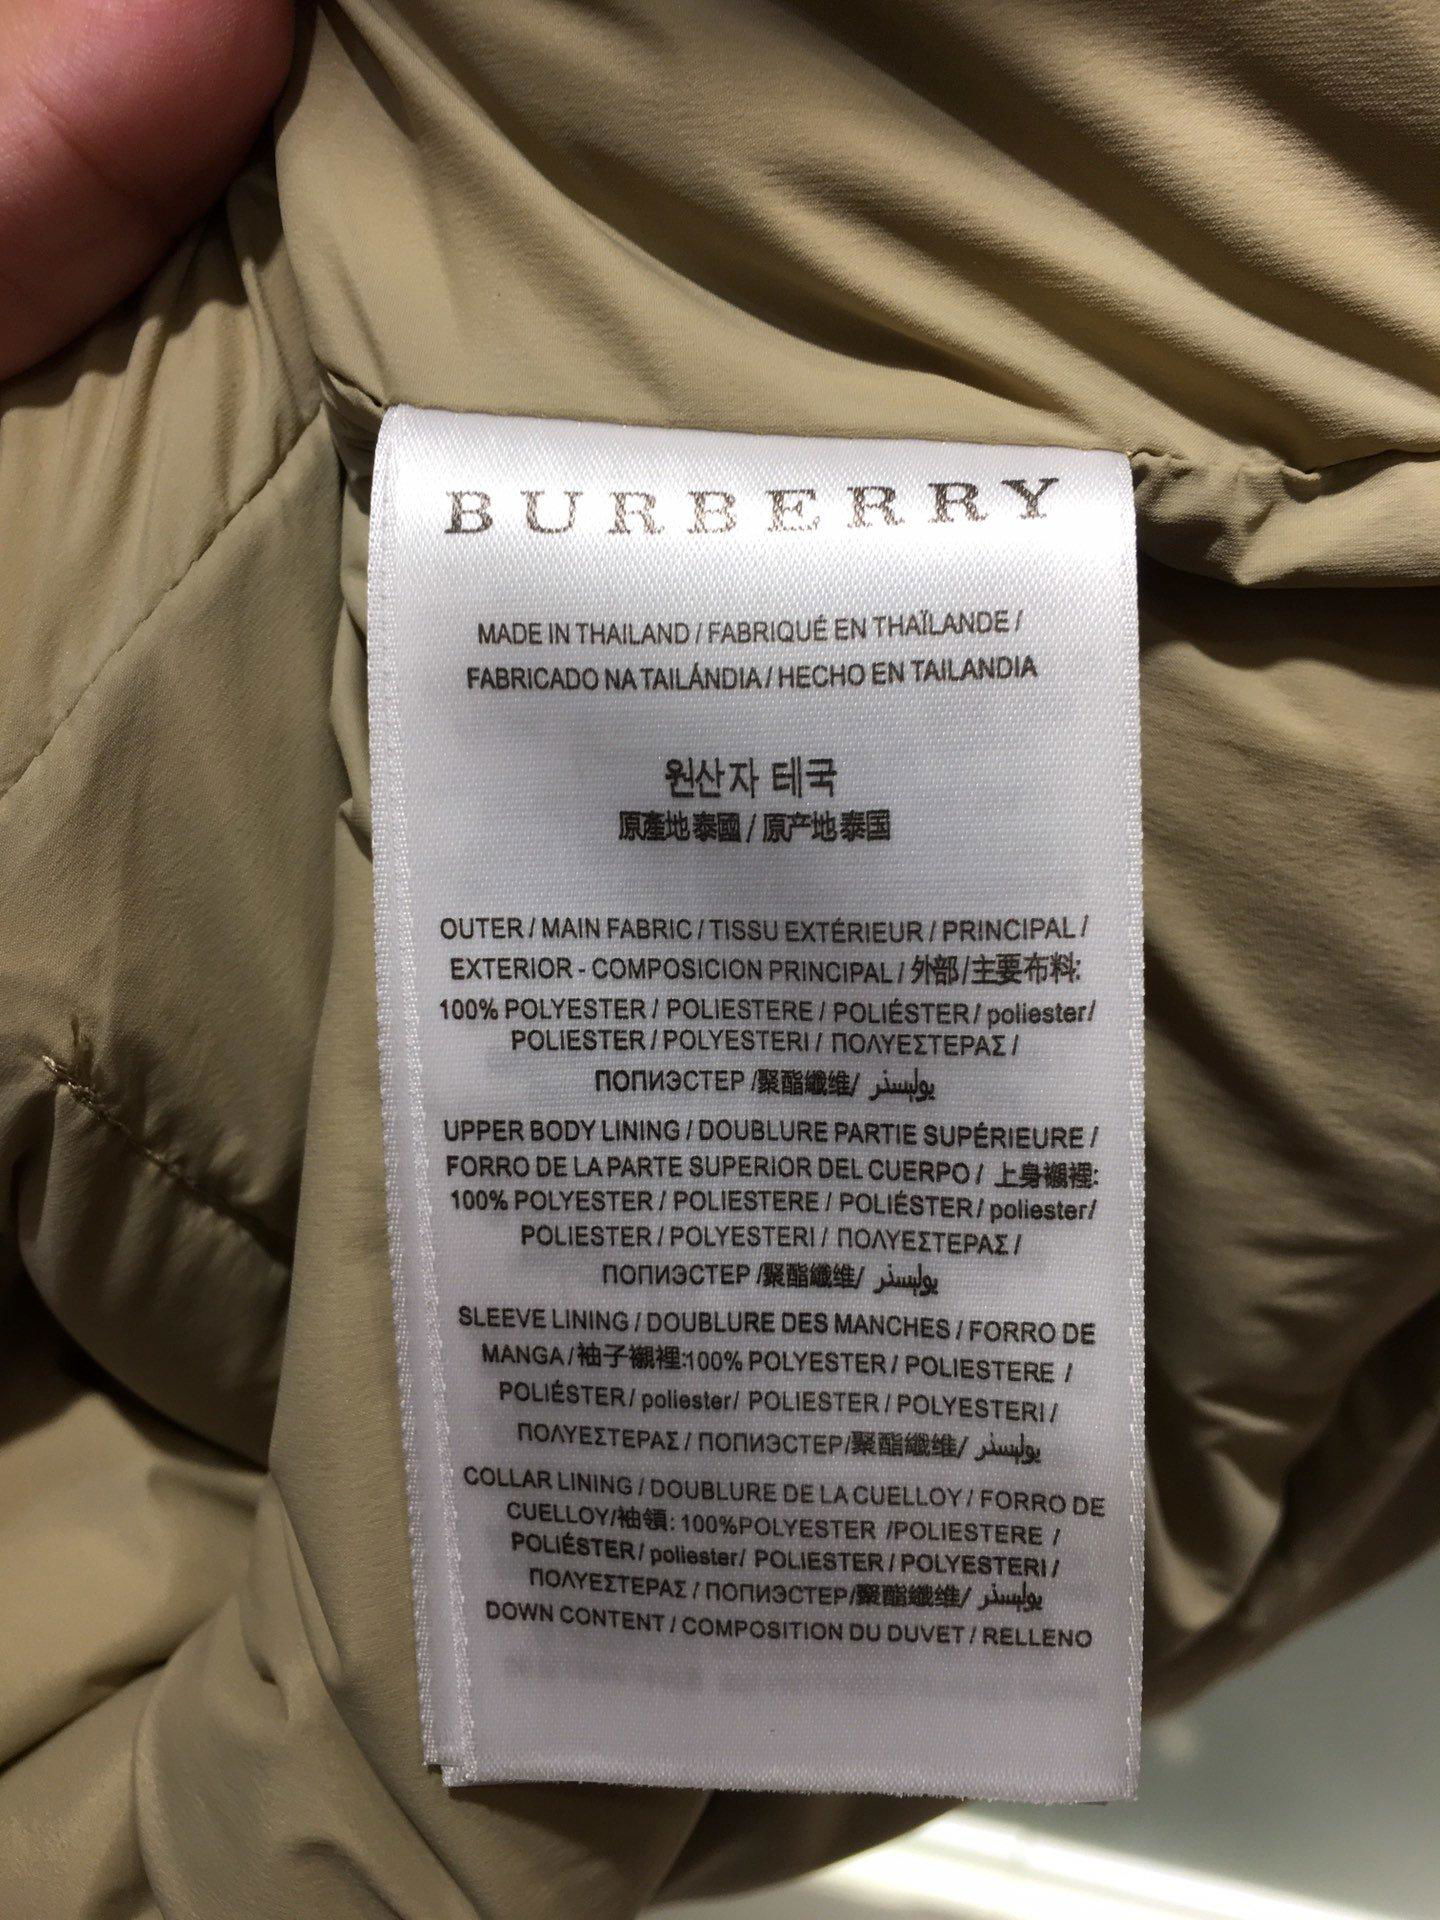 BURBERRY
MADE IN THAILAND / FABRIQUÉ EN THAÏLANDE /
FABRICADO NA TAILÁNDIA / HECHO EN TAILANDIA
원산자 테국
原產地泰國 / 原产地泰国
OUTER / MAIN FABRIC / TISSU EXTÉRIEUR / PRINCIPAL /
EXTERIOR - COMPOSICION PRINCIPAL / 外部/主要布料:
100% POLYESTER / POLIESTERE / POLIÉSTER / poliester/
POLIESTER / POLYESTERI / ΠΟΛΥΕΣΤΕΡΑΣ /
ПОПИЭСТЕР /聚酯纖维/ يوليستر
UPPER BODY LINING / DOUBLURE PARTIE SUPÉRIEURE /
FORRO DE LA PARTE SUPERIOR DEL CUERPO / 上身襯裡:
100% POLYESTER / POLIESTERE / POLIÉSTER / poliester/
POLIESTER / POLYESTERI / ΠΟΛΥΕΣΤΕΡΑΣ /
ПОПИЭСТЕР /聚酯纖维/ يوليستر
SLEEVE LINING / DOUBLURE DES MANCHES / FORRO DE
MANGA / 袖子襯裡:100% POLYESTER / POLIESTERE /
POLIÉSTER / poliester/ POLIESTER / POLYESTERI /
ΠΟΛΥΕΣΤΕΡΑΣ / ПОПИЭСТЕР/聚酯纖维/ يوليستر
COLLAR LINING / DOUBLURE DE LA CUELLOY / FORRO DE
CUELLOY/袖領: 100%POLYESTER /POLIESTERE /
POLIÉSTER / poliester/ POLIESTER / POLYESTERI /
ΠΟΛΥΕΣΤΕΡΑΣ / ПОПИЭСТЕР/聚酯纖维/ يوليستر
DOWN CONTENT / COMPOSITION DU DUVET / RELLENO